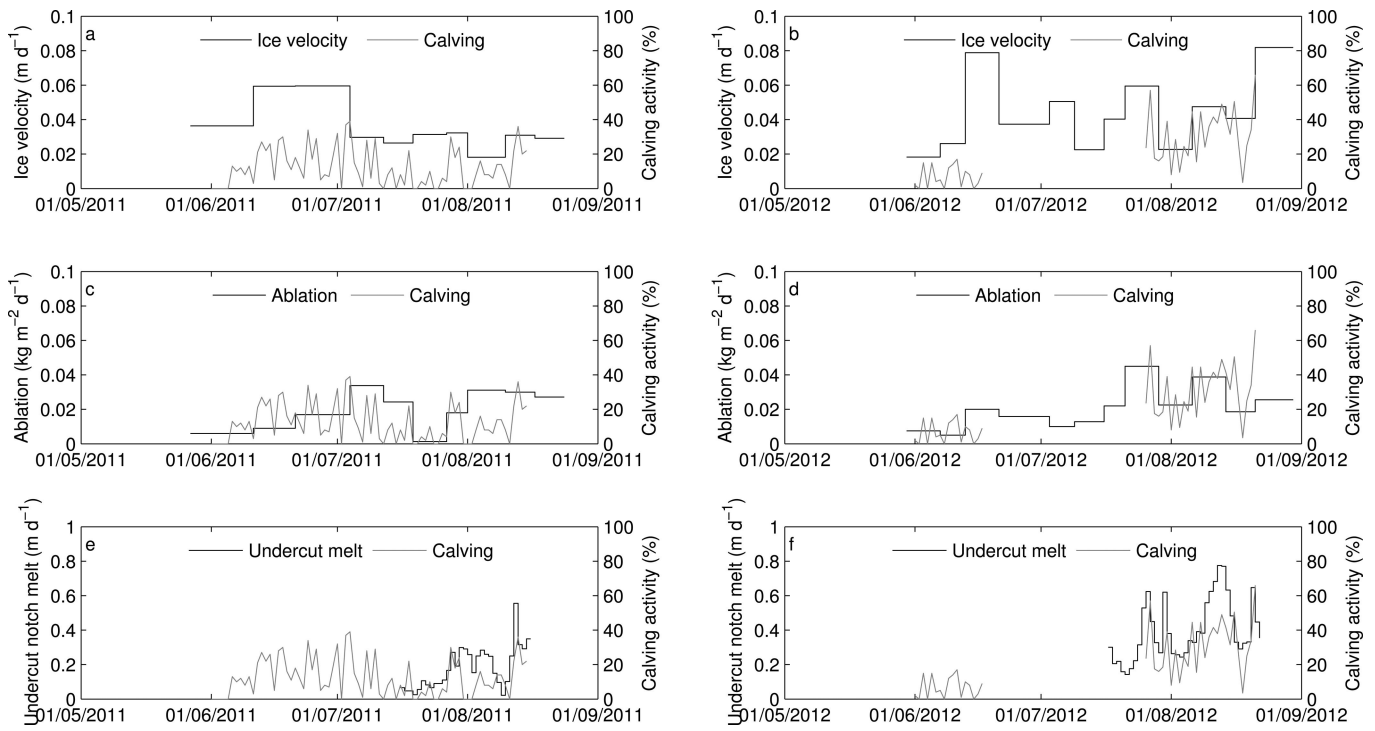 a
Ice velocity Calving
0.1
0.08
0.06
0.04
0.02
0
100
80
60
40
20
0
Ice velocity (m d⁻¹)
Calving activity (%)
01/05/2011 01/06/2011 01/07/2011 01/08/2011 01/09/2011
b
Ice velocity Calving
0.1
0.08
0.06
0.04
0.02
0
100
80
60
40
20
0
Ice velocity (m d⁻¹)
Calving activity (%)
01/05/2012 01/06/2012 01/07/2012 01/08/2012 01/09/2012
c
Ablation Calving
0.1
0.08
0.06
0.04
0.02
0
100
80
60
40
20
0
Ablation (kg m⁻² d⁻¹)
Calving activity (%)
01/05/2011 01/06/2011 01/07/2011 01/08/2011 01/09/2011
d
Ablation Calving
0.1
0.08
0.06
0.04
0.02
0
100
80
60
40
20
0
Ablation (kg m⁻² d⁻¹)
Calving activity (%)
01/05/2012 01/06/2012 01/07/2012 01/08/2012 01/09/2012
e
Undercut melt Calving
1
0.8
0.6
0.4
0.2
0
100
80
60
40
20
0
Undercut notch melt (m d⁻¹)
Calving activity (%)
01/05/2011 01/06/2011 01/07/2011 01/08/2011 01/09/2011
f
Undercut melt Calving
1
0.8
0.6
0.4
0.2
0
100
80
60
40
20
0
Undercut notch melt (m d⁻¹)
Calving activity (%)
01/05/2012 01/06/2012 01/07/2012 01/08/2012 01/09/2012